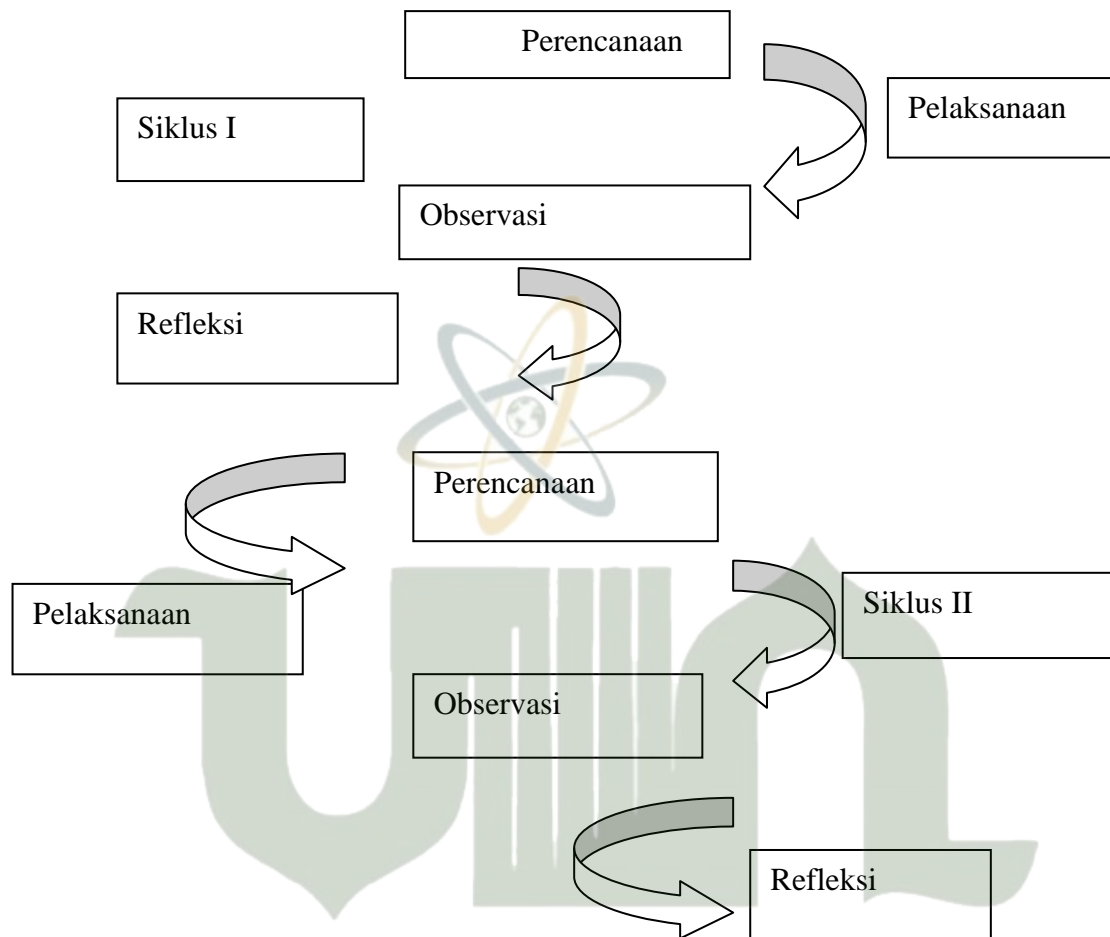 Perencanaan
Pelaksanaan
Siklus I
Observasi
Refleksi
Perencanaan
Pelaksanaan
Siklus II
Observasi
Refleksi